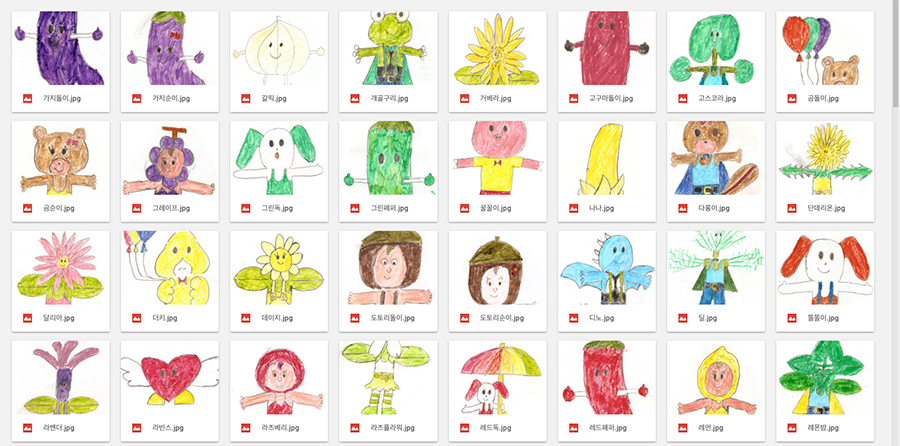 가지돌이.jpg
가지순이.jpg
갈릭.jpg
개골구리.jpg
거베라.jpg
고구마돌이.jpg
고스코라.jpg
곰돌이.jpg
곰순이.jpg
그레이프.jpg
그린독.jpg
그린페퍼.jpg
꿀꿀이.jpg
나나.jpg
다롱이.jpg
단데리온.jpg
달리아.jpg
더키.jpg
데이지.jpg
도토리돌이.jpg
도토리순이.jpg
디노.jpg
딜.jpg
똘똘이.jpg
라벤더.jpg
라빈스.jpg
라즈베리.jpg
라즈플라워.jpg
레드독.jpg
레드페퍼.jpg
레언.jpg
레몬밤.jpg